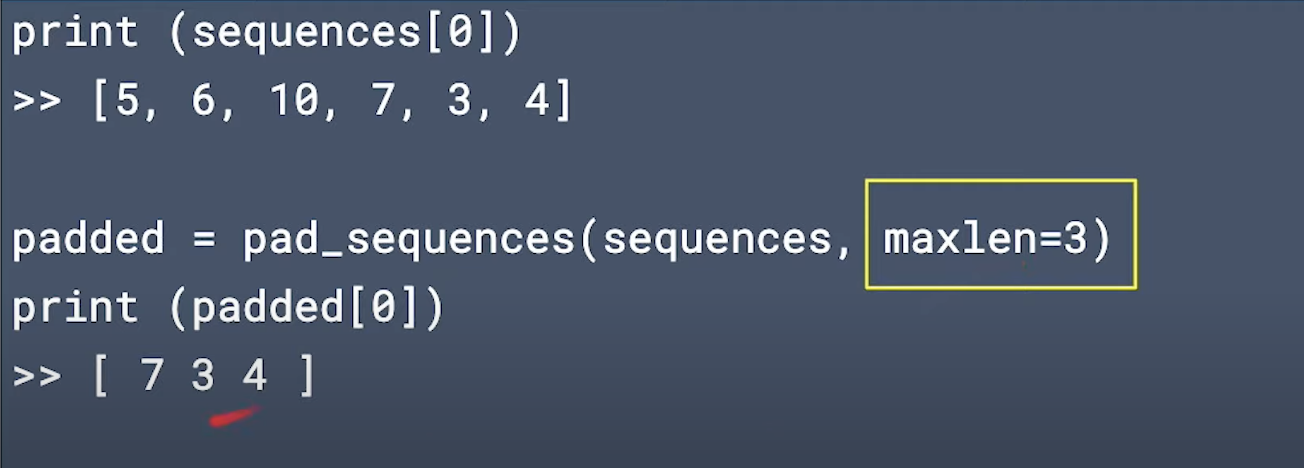 print (sequences[0])
>> [5, 6, 10, 7, 3, 4]
padded = pad_sequences(sequences, maxlen=3)
print (padded[0])
>> [ 7 3 4 ]